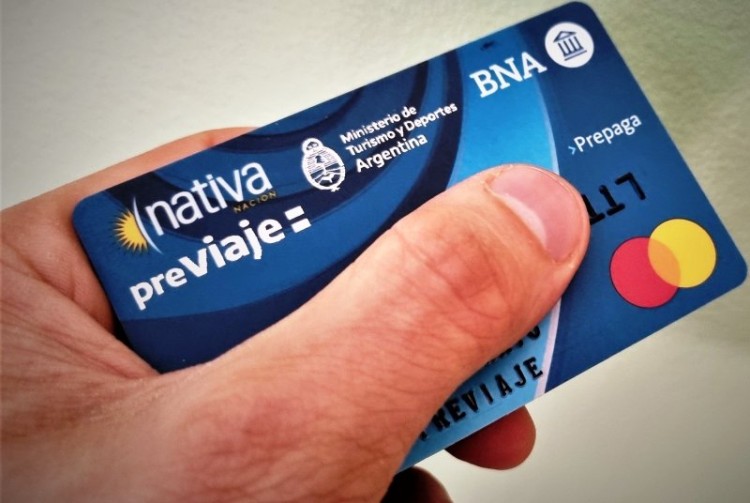 nativa
NACIÓN
preViaje
Ministerio de
Turismo y Deportes
Argentina
BNA
›Prepaga
PREVIAJE